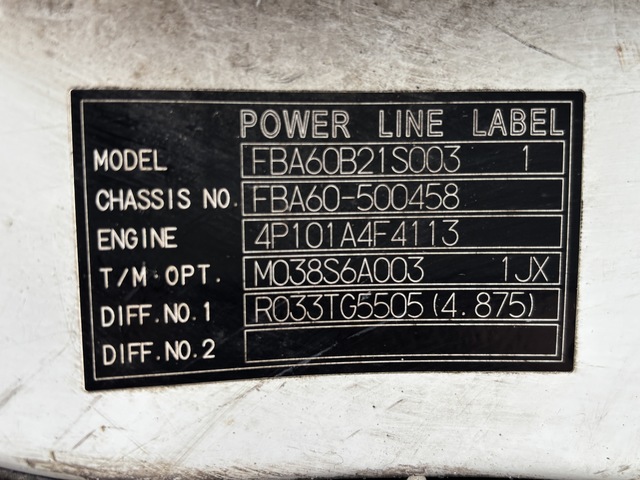 POWER LINE LABEL
MODEL FBA60B21S003 1
CHASSIS NO. FBA60-500458
ENGINE 4P101A4F4113
T/M OPT. M038S6A003 1JX
DIFF.NO.1 R033TG5505(4.875)
DIFF.NO.2